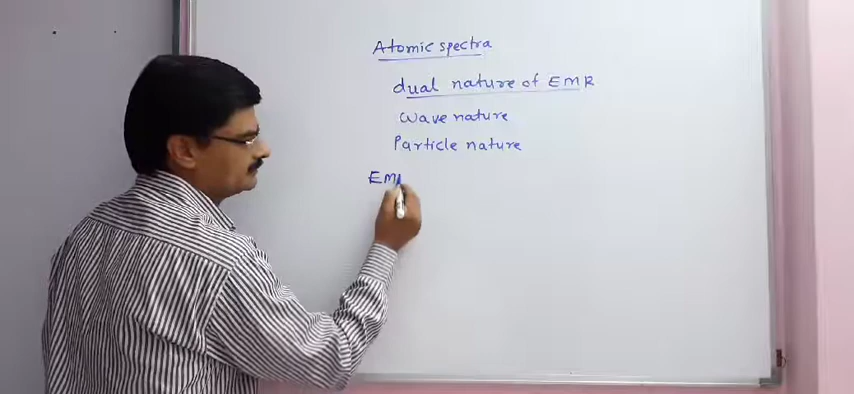 Atomic spectra
dual nature of EMR
wave nature
Particle nature
EM